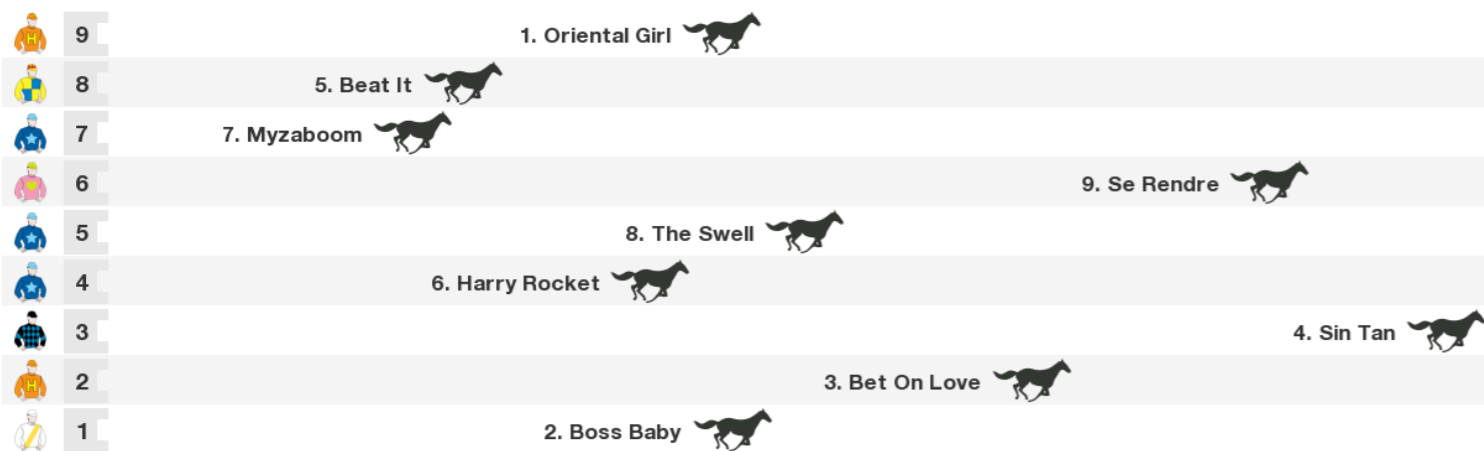 9 1. Oriental Girl
8 5. Beat It
7 7. Myzaboom
6 9. Se Rendre
5 8. The Swell
4 6. Harry Rocket
3 4. Sin Tan
H 2 3. Bet On Love
1 2. Boss Baby